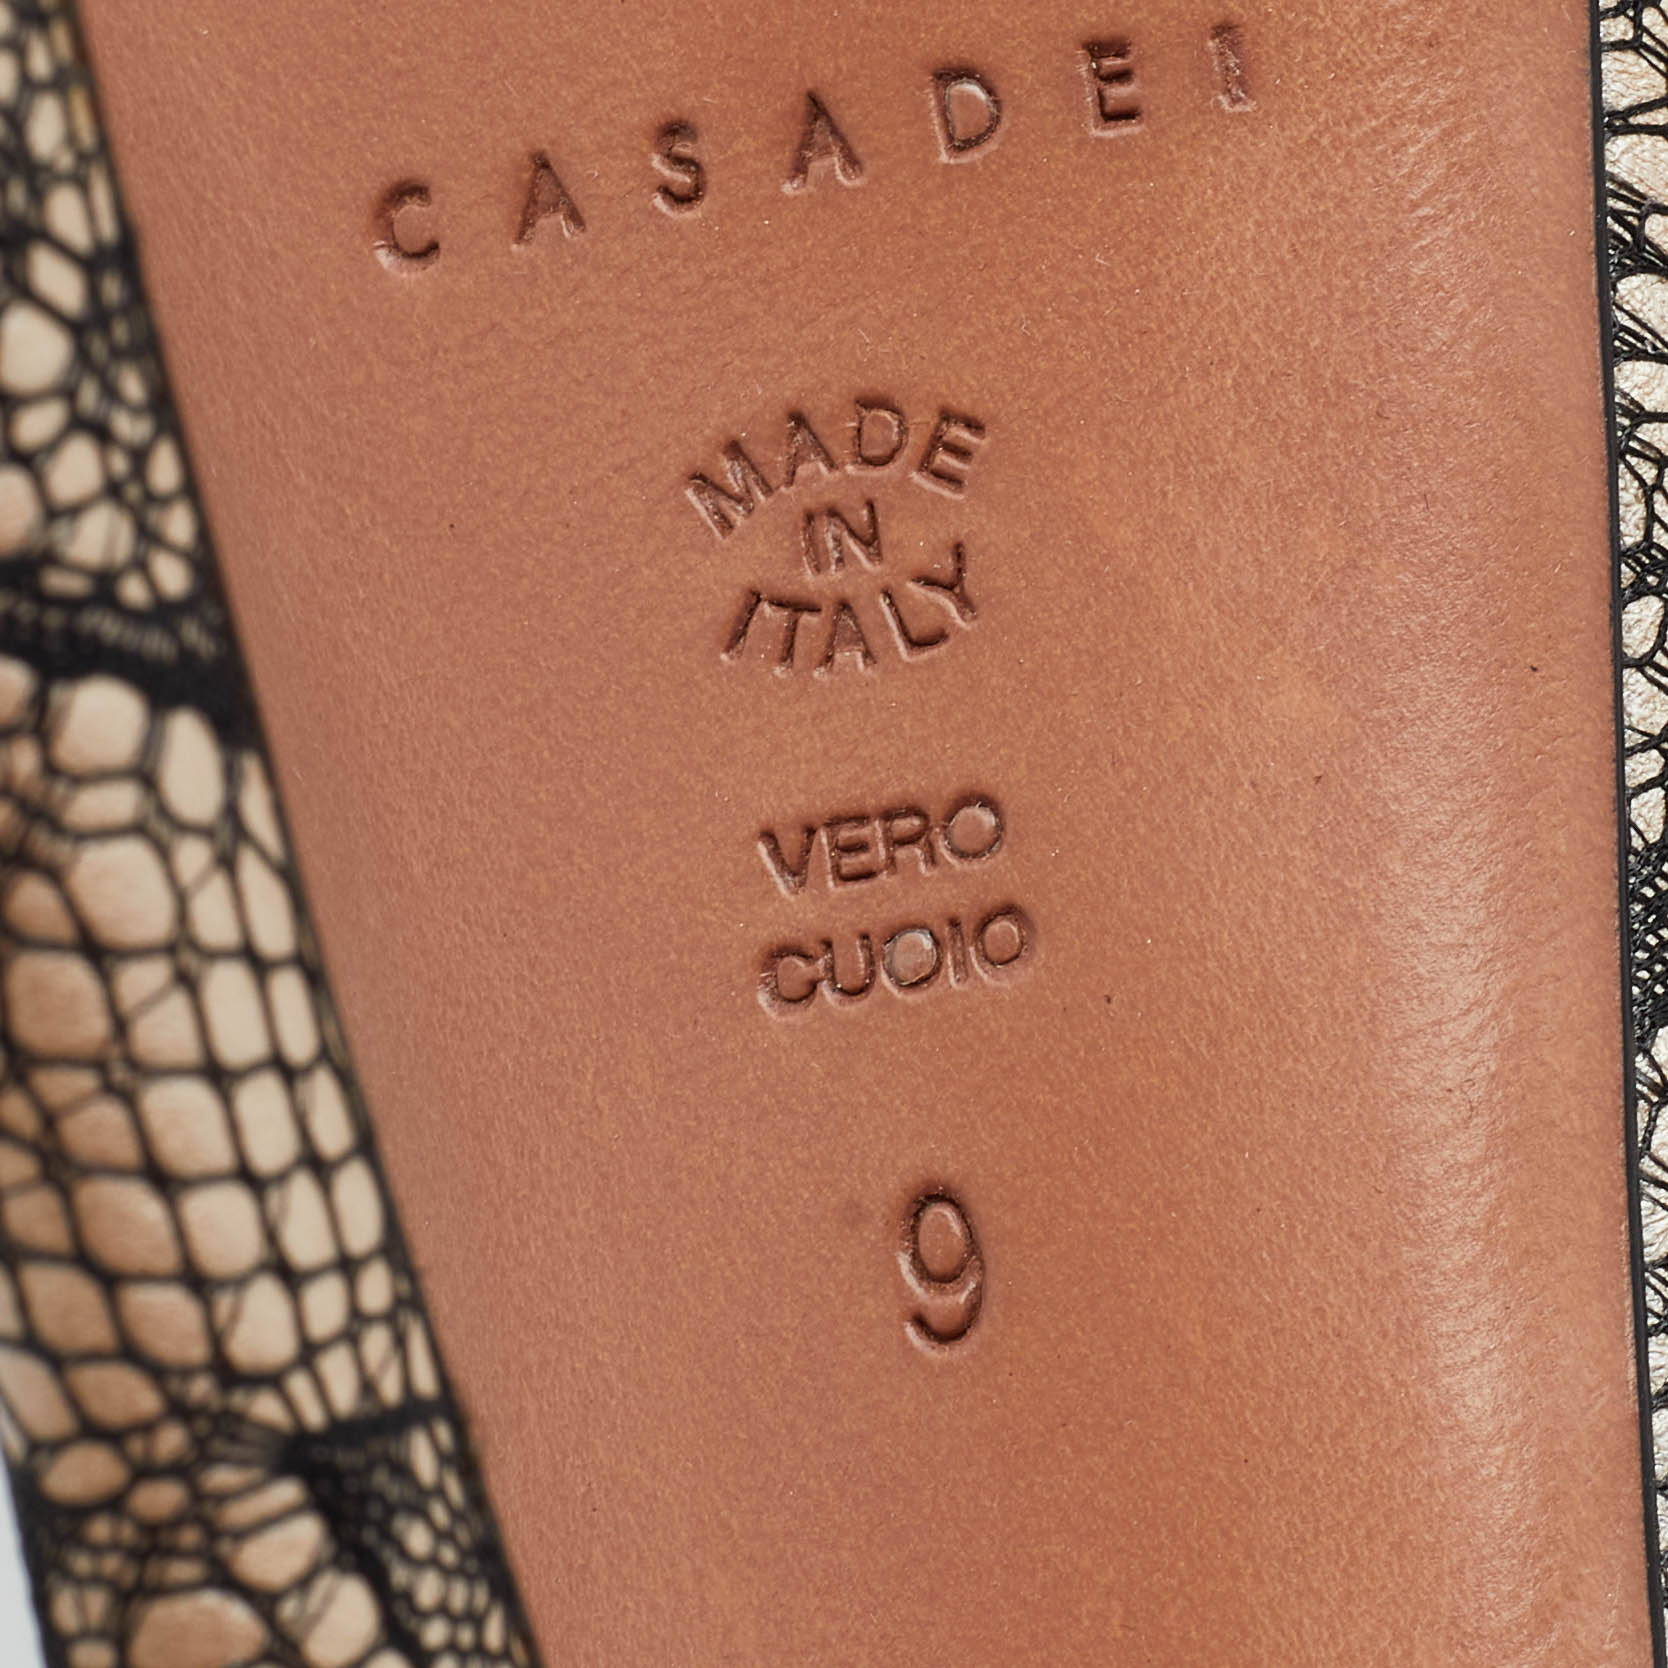 CASADEI
MADE
IN
ITALY
VERO
CUOIO
9